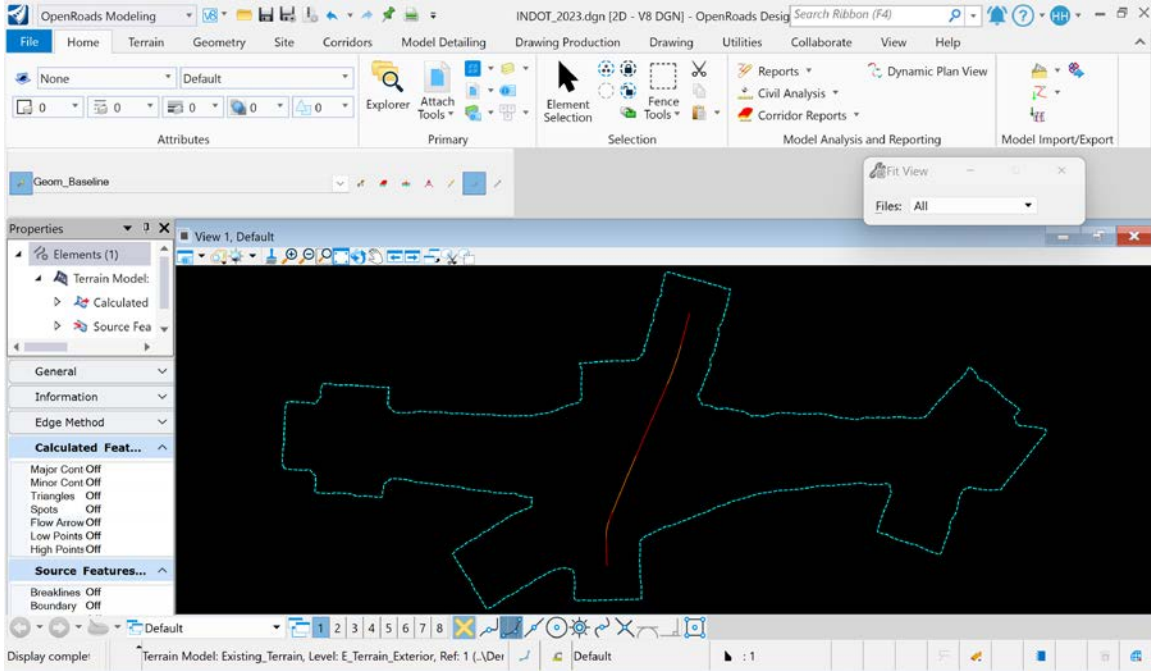 OpenRoads Modeling V8 INDOT_2023.dgn [2D - V8 DGN] - OpenRoads Desig Search Ribbon (F4) HH
File Home Terrain Geometry Site Corridors Model Detailing Drawing Production Drawing Utilities Collaborate View Help
None Default
0 0 0 0 0
Explorer Attach Tools Element Selection Fence Tools
Reports Dynamic Plan View
Civil Analysis
Corridor Reports
Attributes Primary Selection Model Analysis and Reporting Model Import/Export
Geom_Baseline
Fit View
Files: All
Properties
View 1, Default
Elements (1)
Terrain Model:
Calculated
Source Fea
General
Information
Edge Method
Calculated Feat...
Major Cont Off
Minor Cont Off
Triangles Off
Spots Off
Flow Arrow Off
Low Points Off
High Points Off
Source Features...
Breaklines Off
Boundary Off
Default 1 2 3 4 5 6 7 8
Display comple Terrain Model: Existing_Terrain, Level: E_Terrain_Exterior, Ref: 1 (..\Der Default : 1